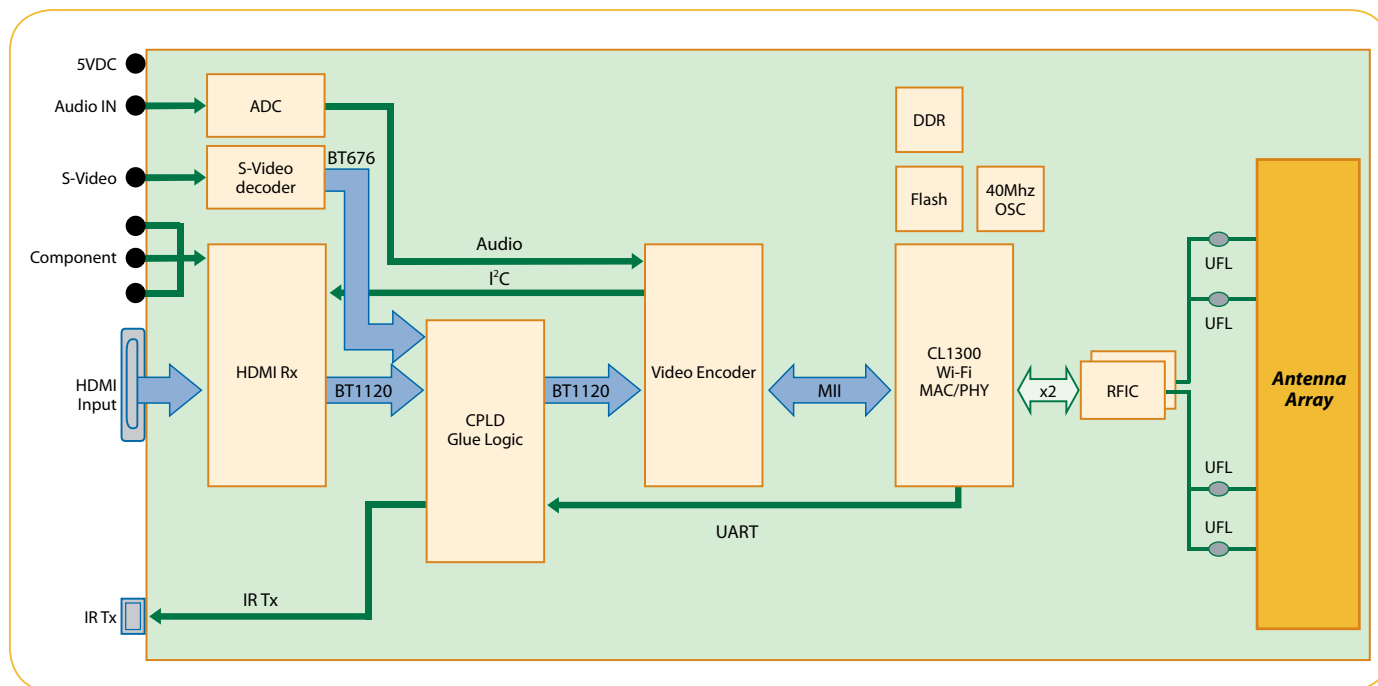 5VDC
Audio IN
ADC
DDR
BT676
S-Video
S-Video
decoder
Flash
40Mhz
OSC
Component
Audio
I²C
UFL
UFL
HDMI
Input
HDMI Rx
BT1120
CPLD
Glue Logic
BT1120
Video Encoder
MII
CL1300
Wi-Fi
MAC/PHY
x2
RFIC
Antenna
Array
UFL
UFL
UART
IR Tx
IR Tx